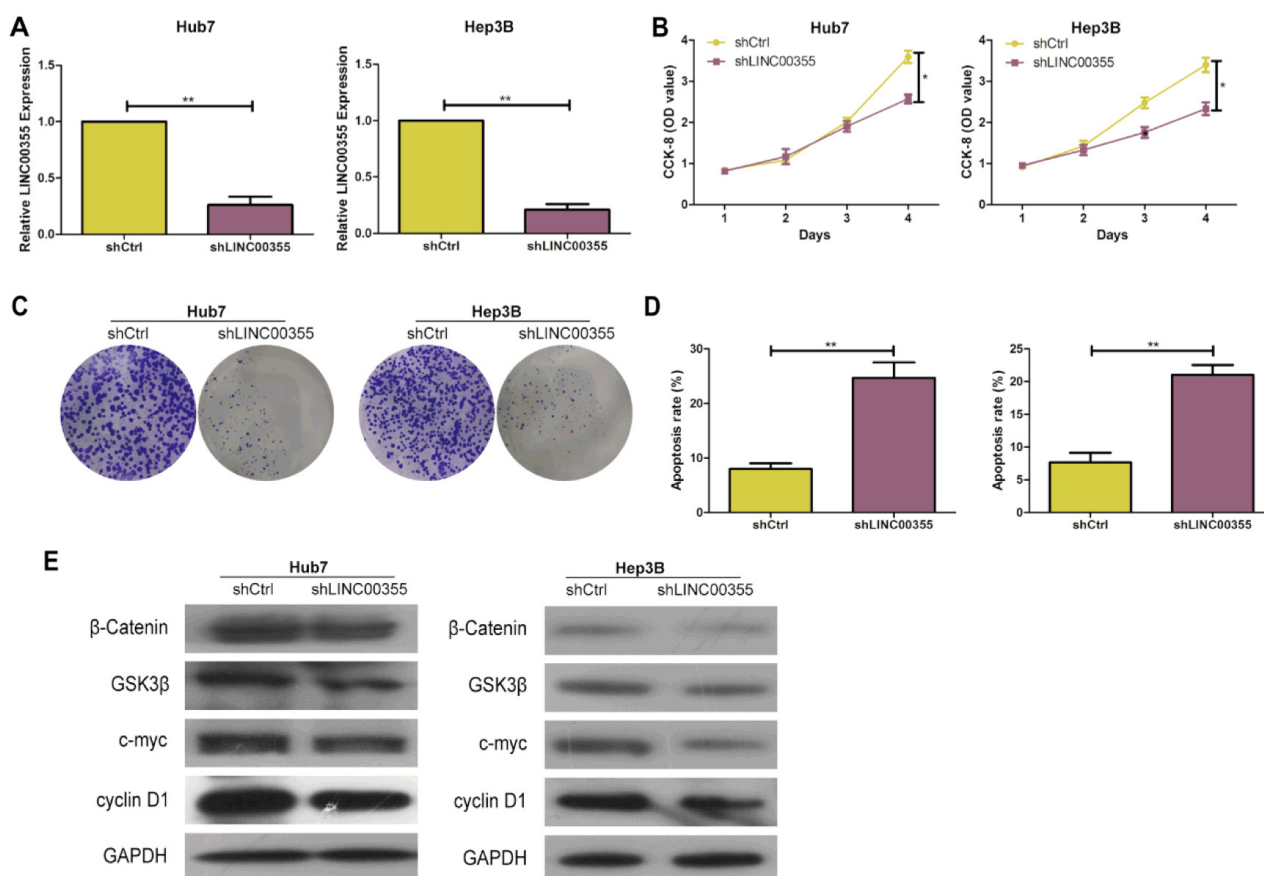 A
Hub7
Relative LINC00355 Expression
1.5
1.0
0.5
0.0
**
shCtrl
shLINC00355
Hep3B
Relative LINC00355 Expression
1.5
1.0
0.5
0.0
**
shCtrl
shLINC00355
B
Hub7
shCtrl
shLINC00355
CCK-8 (OD value)
4
3
2
1
0
*
1 2 3 4
Days
Hep3B
shCtrl
shLINC00355
CCK-8 (OD value)
4
3
2
1
0
*
*
1 2 3 4
Days
C
Hub7
shCtrl shLINC00355
Hep3B
shCtrl shLINC00355
D
Apoptosis rate (%)
30
20
10
0
**
shCtrl
shLINC00355
Apoptosis rate (%)
25
20
15
10
5
0
**
shCtrl
shLINC00355
E
Hub7
shCtrl shLINC00355
β-Catenin
GSK3β
c-myc
cyclin D1
GAPDH
Hep3B
shCtrl shLINC00355
β-Catenin
GSK3β
c-myc
cyclin D1
GAPDH